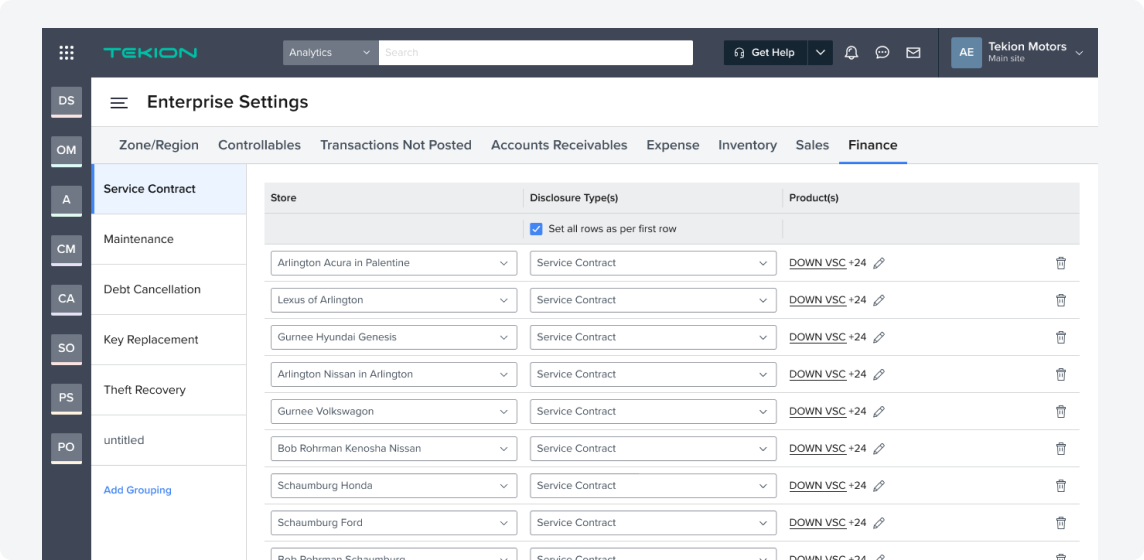 TEKION
Analytics
Search
Get Help
AE
Tekion Motors
Main site
DS
OM
A
CM
CA
SO
PS
PO
Enterprise Settings
Zone/Region Controllables Transactions Not Posted Accounts Receivables Expense Inventory Sales Finance
Service Contract
Maintenance
Debt Cancellation
Key Replacement
Theft Recovery
untitled
Add Grouping
Store Disclosure Type(s) Product(s)
Set all rows as per first row
Arlington Acura in Palentine Service Contract DOWN VSC +24
Lexus of Arlington Service Contract DOWN VSC +24
Gurnee Hyundai Genesis Service Contract DOWN VSC +24
Arlington Nissan in Arlington Service Contract DOWN VSC +24
Gurnee Volkswagon Service Contract DOWN VSC +24
Bob Rohrman Kenosha Nissan Service Contract DOWN VSC +24
Schaumburg Honda Service Contract DOWN VSC +24
Schaumburg Ford Service Contract DOWN VSC +24
Bob Rohrman Schaumburg Service Contract DOWN VSC +24